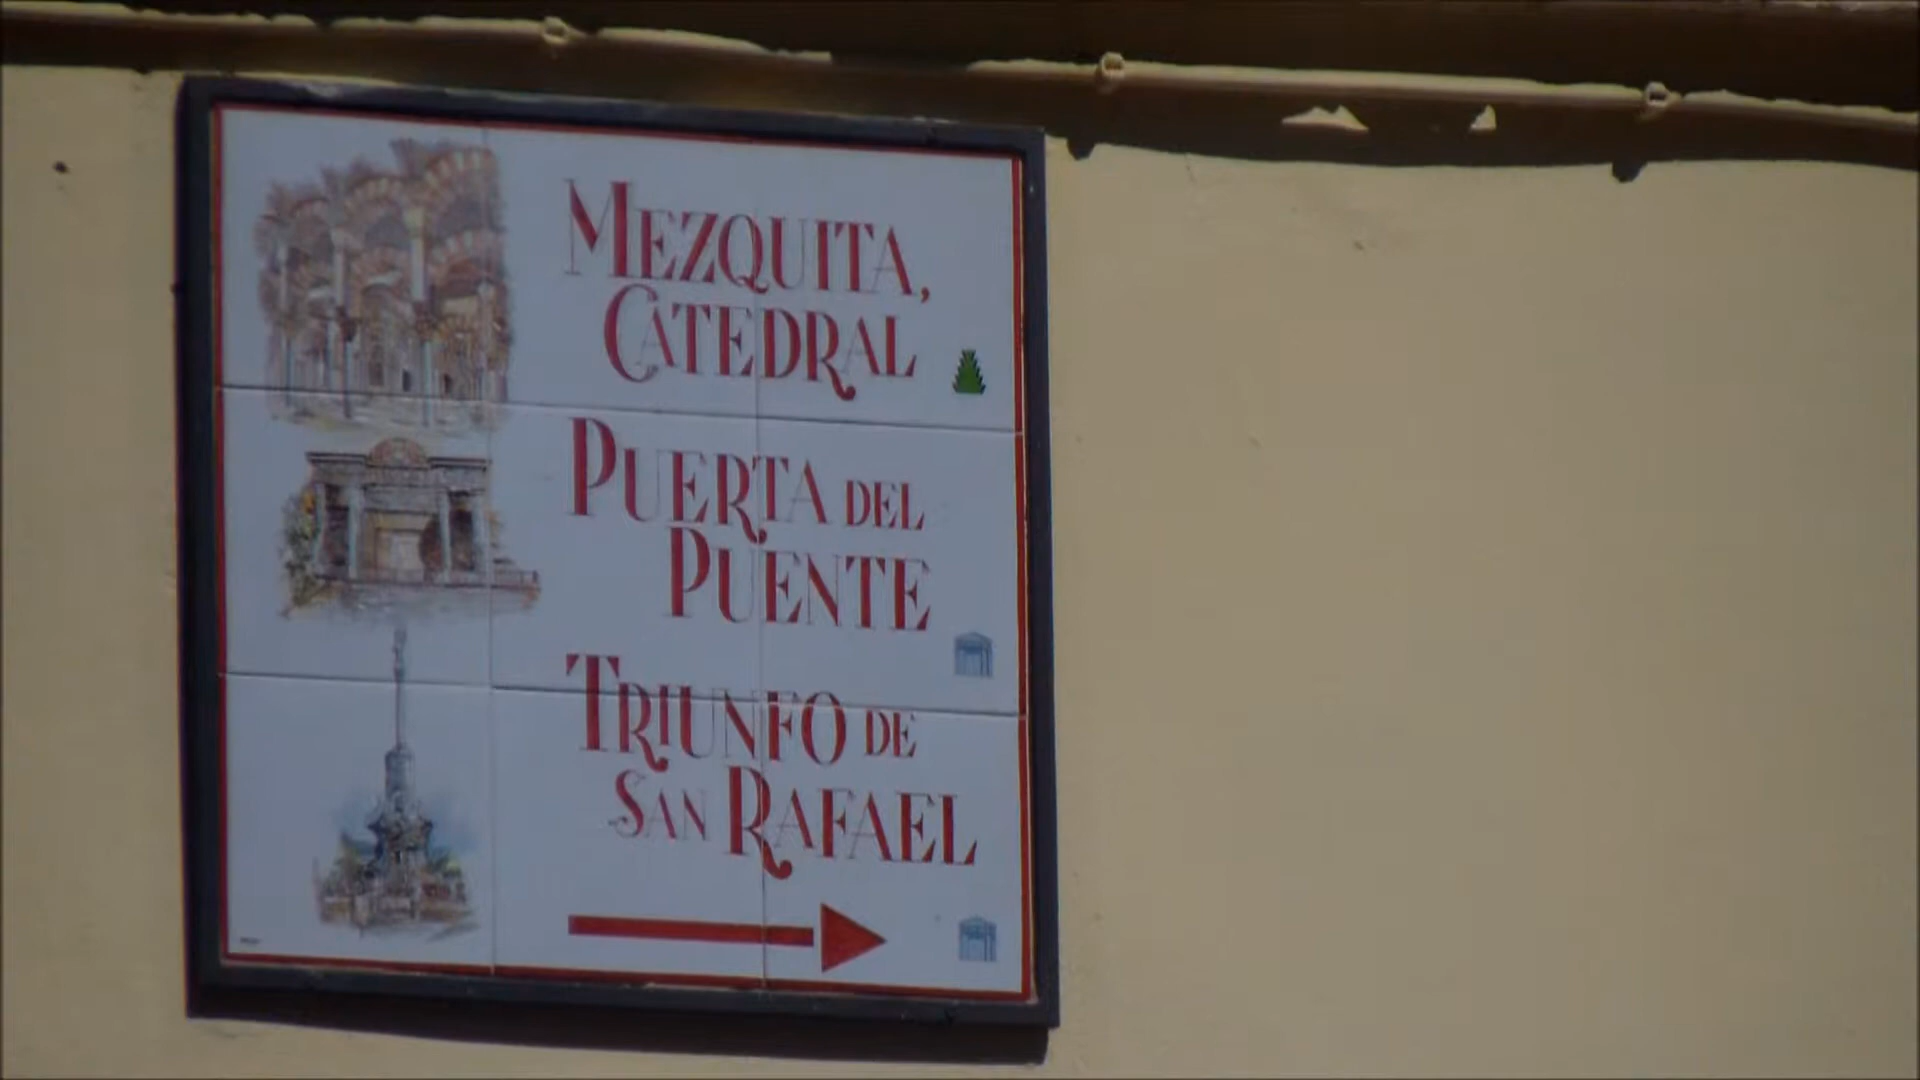 MEZQUITA,
CATEDRAL
PUERTA DEL
PUENTE
TRIUNFO DE
SAN RAFAEL